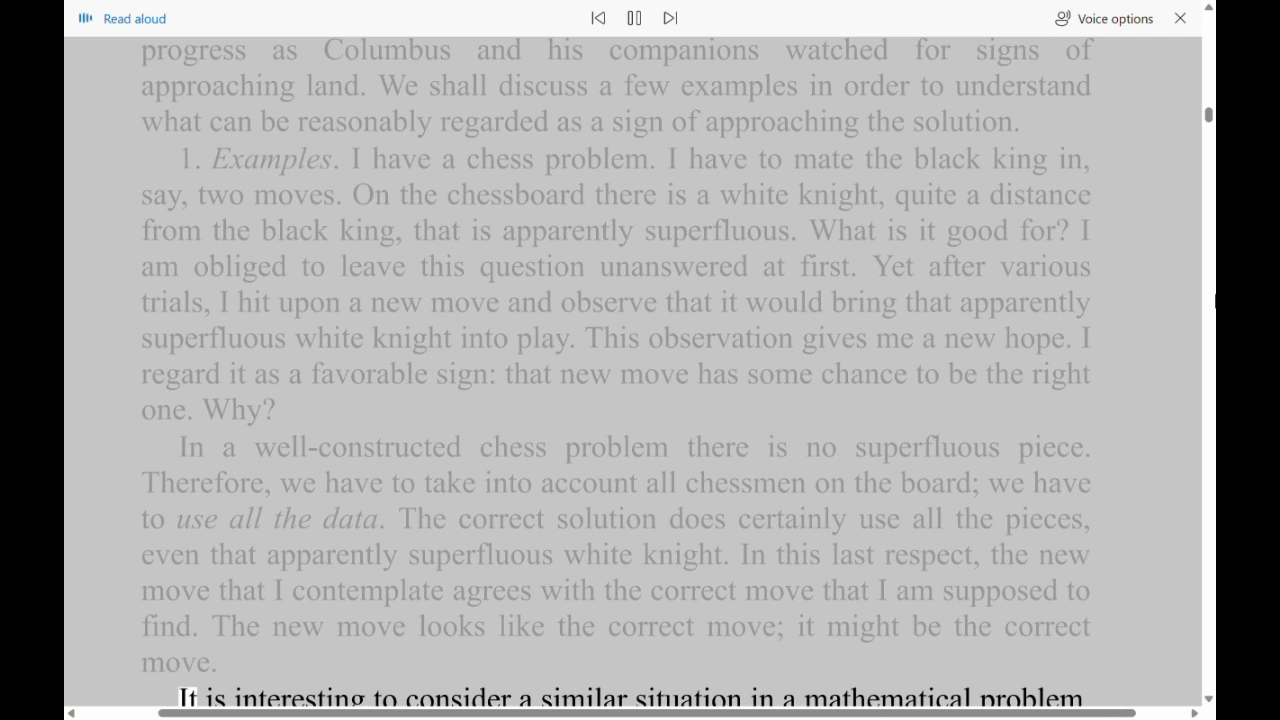 Read aloud
Voice options
progress as Columbus and his companions watched for signs of
approaching land. We shall discuss a few examples in order to understand
what can be reasonably regarded as a sign of approaching the solution.
1. Examples. I have a chess problem. I have to mate the black king in,
say, two moves. On the chessboard there is a white knight, quite a distance
from the black king, that is apparently superfluous. What is it good for? I
am obliged to leave this question unanswered at first. Yet after various
trials, I hit upon a new move and observe that it would bring that apparently
superfluous white knight into play. This observation gives me a new hope. I
regard it as a favorable sign: that new move has some chance to be the right
one. Why?
In a well-constructed chess problem there is no superfluous piece.
Therefore, we have to take into account all chessmen on the board; we have
to use all the data. The correct solution does certainly use all the pieces,
even that apparently superfluous white knight. In this last respect, the new
move that I contemplate agrees with the correct move that I am supposed to
find. The new move looks like the correct move; it might be the correct
move.
It is interesting to consider a similar situation in a mathematical problem